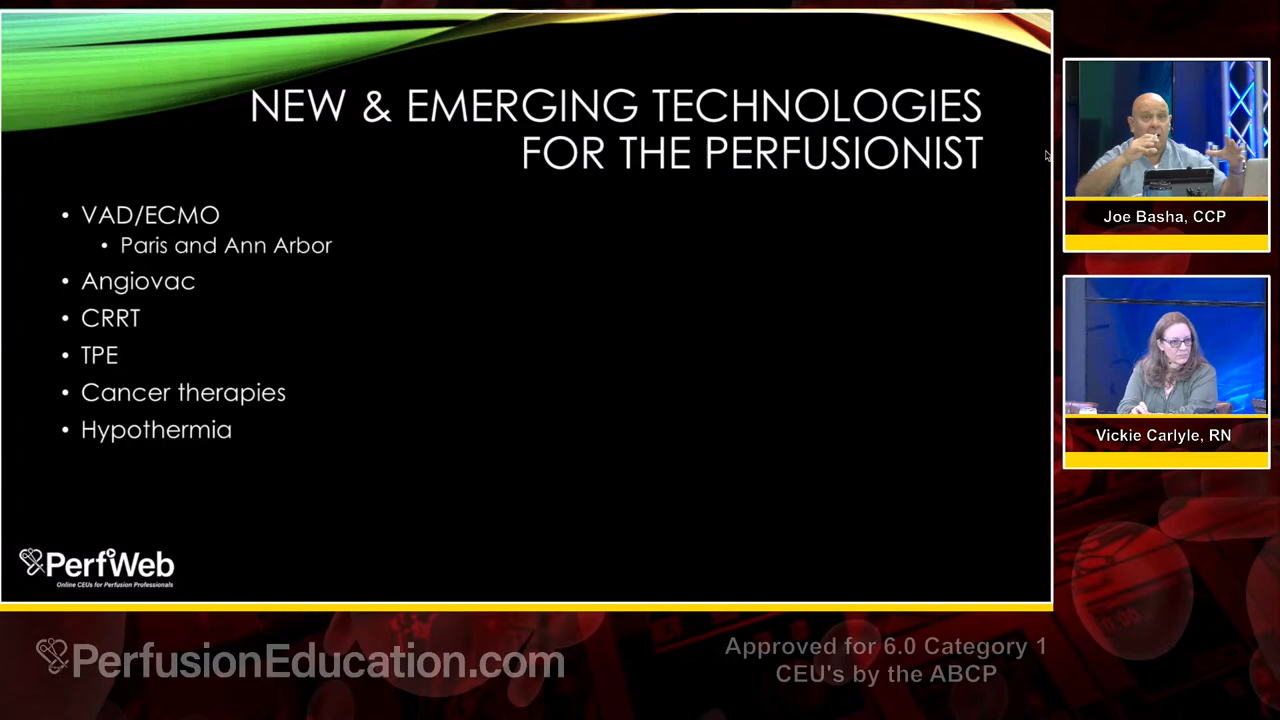 NEW & EMERGING TECHNOLOGIES
FOR THE PERFUSIONIST
• VAD/ECMO
• Paris and Ann Arbor
• Angiovac
• CRRT
• TPE
• Cancer therapies
• Hypothermia
PerfWeb
Online CEUs for Perfusion Professionals
Joe Basha, CCP
Vickie Carlyle, RN
PerfusionEducation.com
Approved for 6.0 Category 1
CEU's by the ABCP